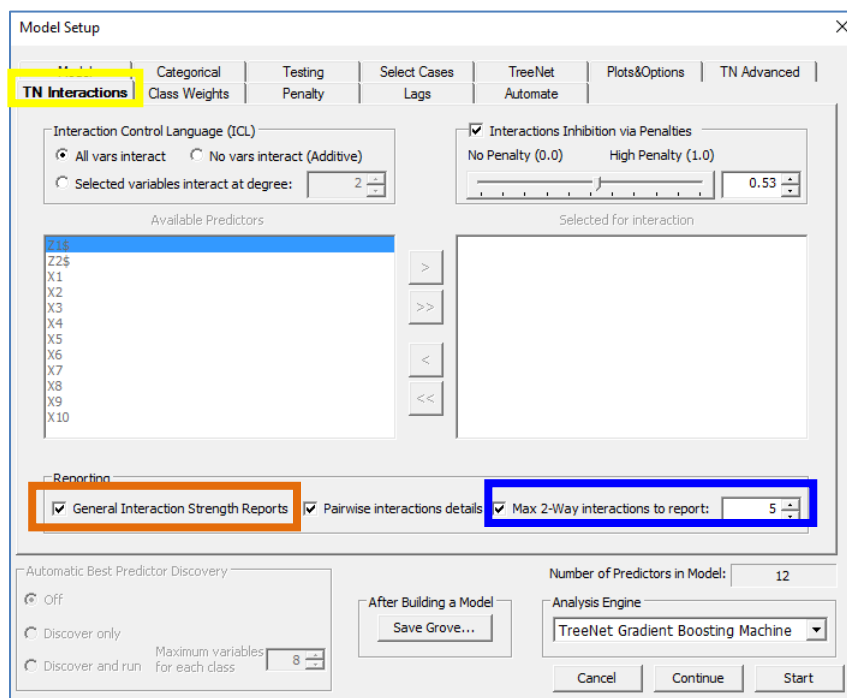 Model Setup
Categorical Testing Select Cases TreeNet Plots&Options TN Advanced
TN Interactions Class Weights Penalty Lags Automate
Interaction Control Language (ICL)
All vars interact No vars interact (Additive)
Selected variables interact at degree: 2
Interactions Inhibition via Penalties
No Penalty (0.0) High Penalty (1.0)
0.53
Available Predictors
Selected for interaction
Z1$
Z2$
X1
X2
X3
X4
X5
X6
X7
X8
X9
X10
>
>>
<
<<
Reporting
General Interaction Strength Reports Pairwise interactions details Max 2-Way interactions to report: 5
Automatic Best Predictor Discovery
Off
Discover only
Discover and run
Maximum variables
for each class
8
After Building a Model
Save Grove...
Number of Predictors in Model: 12
Analysis Engine
TreeNet Gradient Boosting Machine
Cancel Continue Start